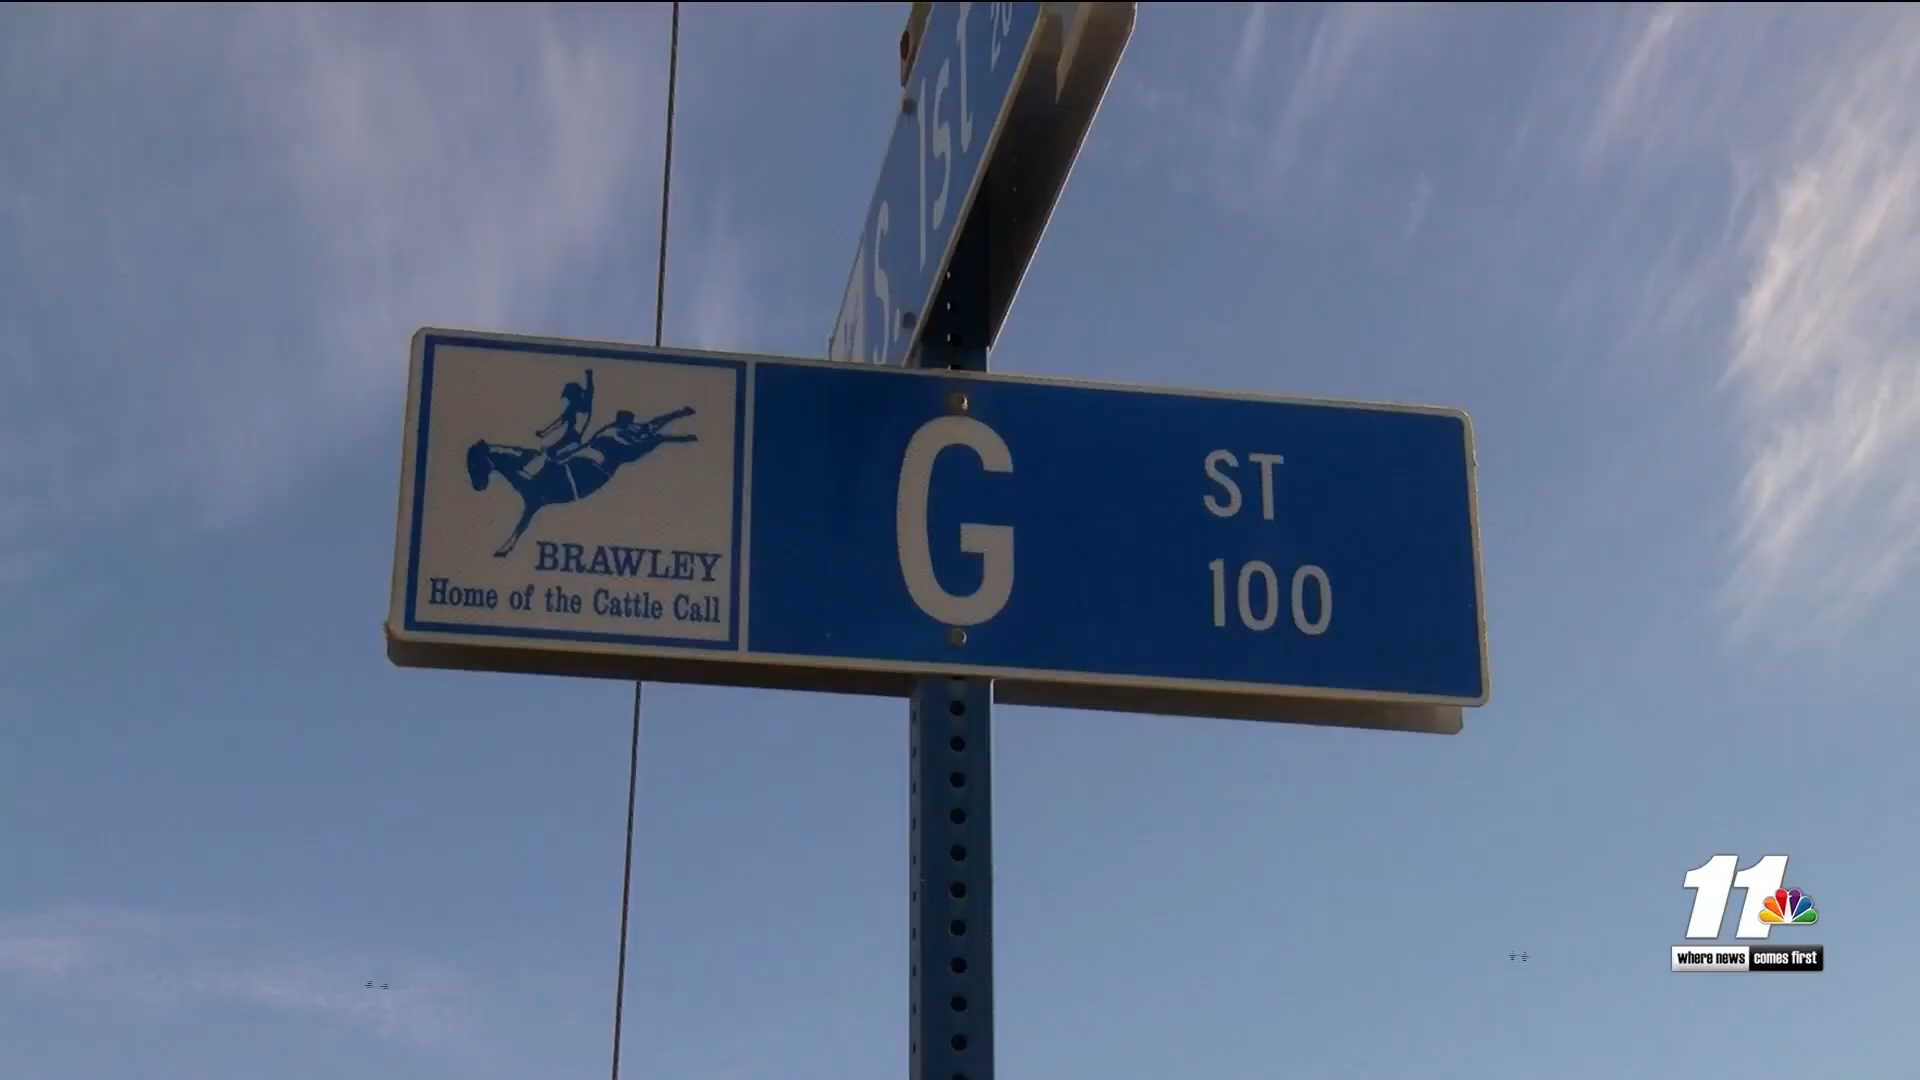 S. 1st
BRAWLEY
Home of the Cattle Call
G ST
100
11
where news comes first